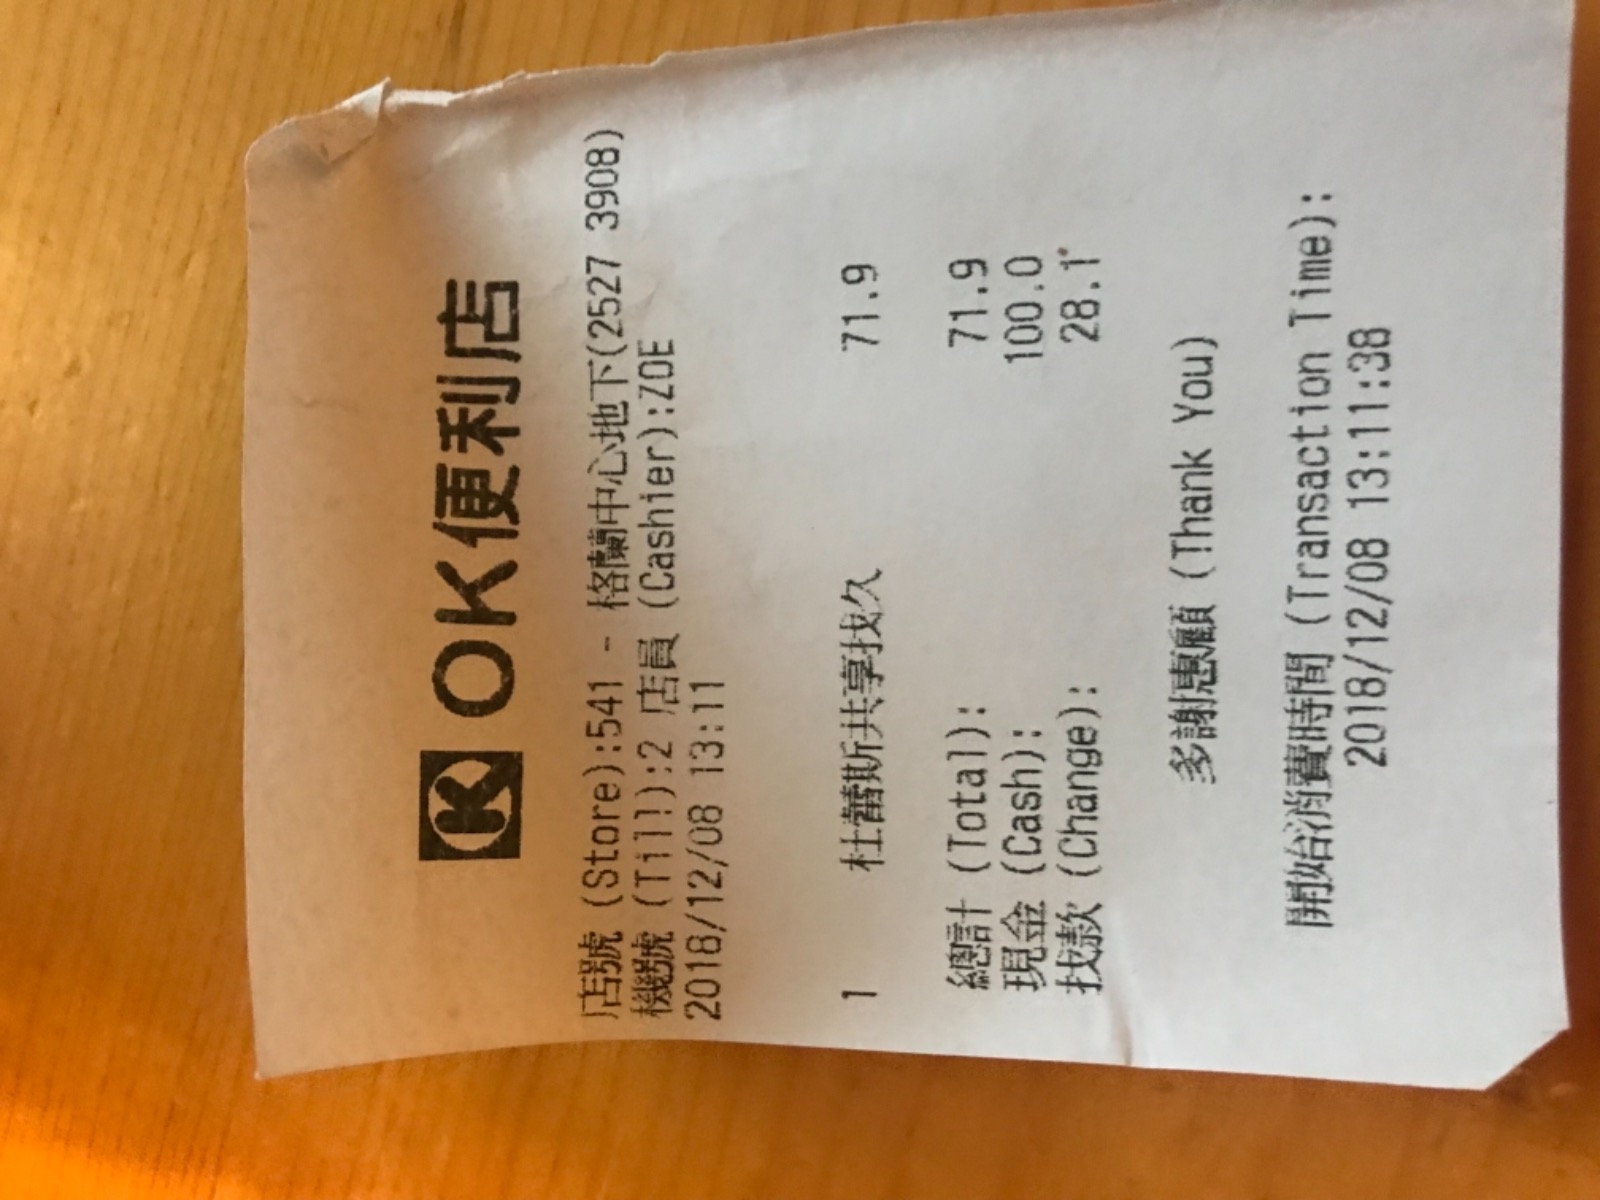 K OK便利店
店號 (Store):541 - 格蘭中心地下(2527 3908)
機號 (Till):2 店員 (Cashier):ZOE
2018/12/08 13:11
1 杜蕾斯共享找久 71.9
總計 (Total): 71.9
現金 (Cash): 100.0
找款 (Change): 28.1
多謝惠顧 (Thank You)
開始消費時間 (Transaction Time):
2018/12/08 13:11:38